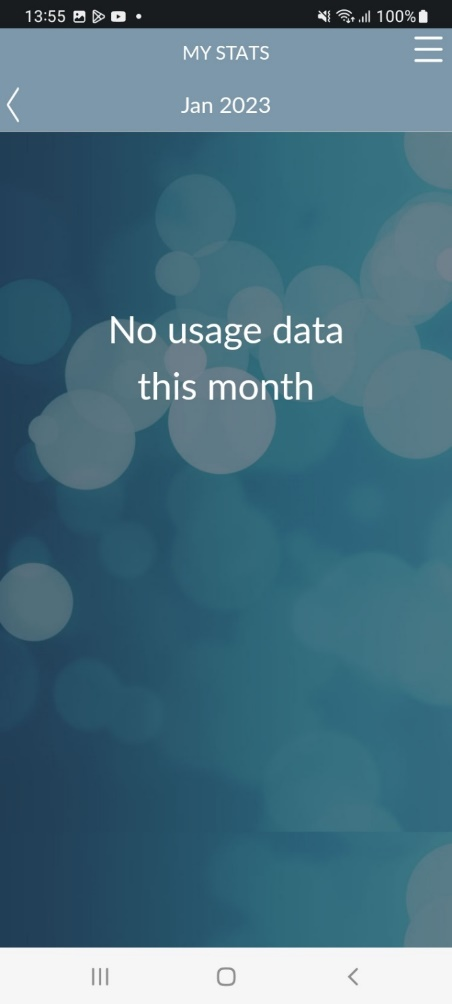 13:55 100%
MY STATS
Jan 2023
No usage data
this month